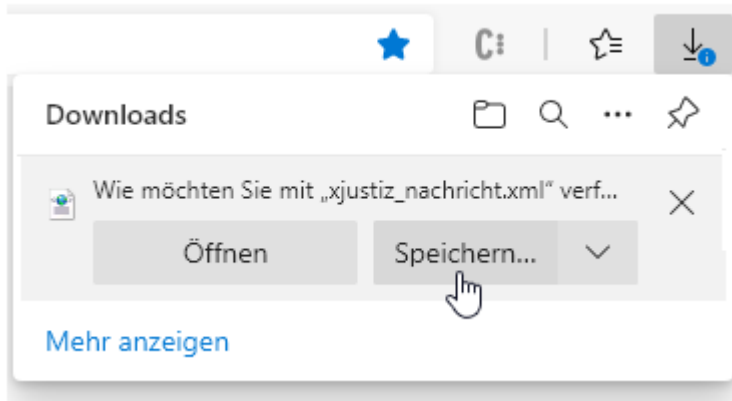 Downloads
Wie möchten Sie mit „xjustiz_nachricht.xml“ verf...
Öffnen
Speichern...
Mehr anzeigen